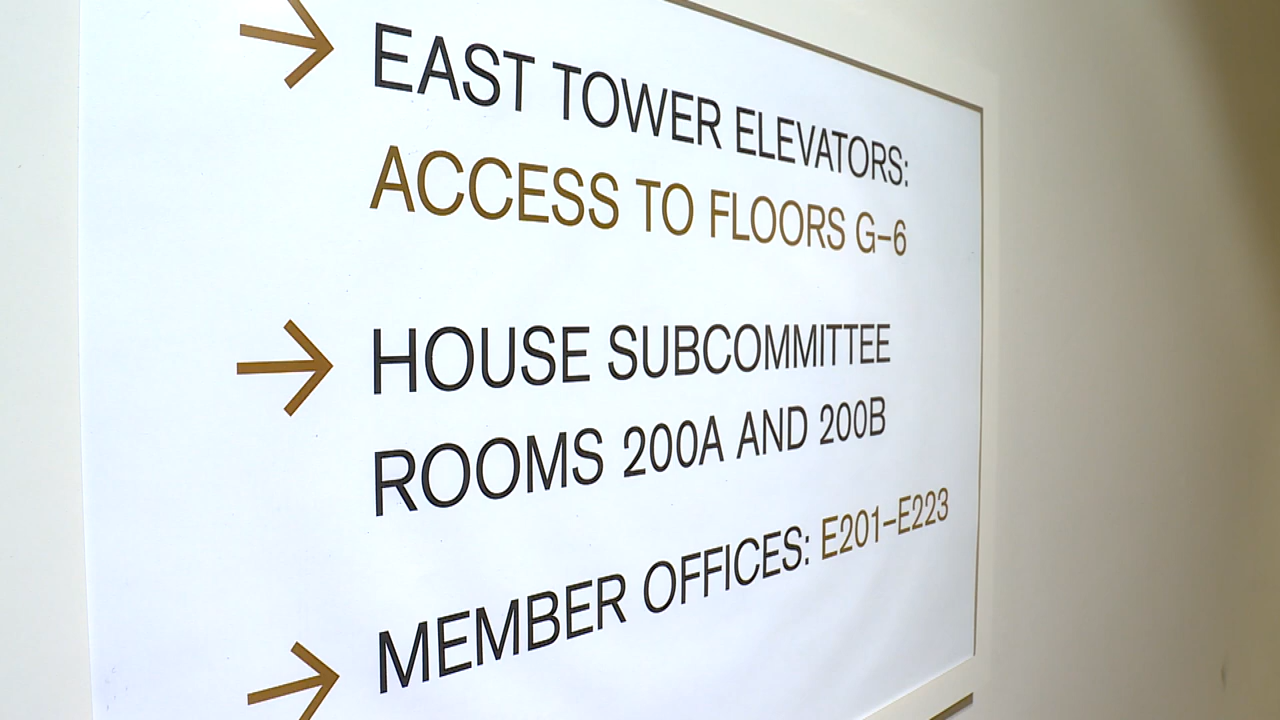 EAST TOWER ELEVATORS:
ACCESS TO FLOORS G–6
HOUSE SUBCOMMITTEE
ROOMS 200A AND 200B
MEMBER OFFICES: E201–E223